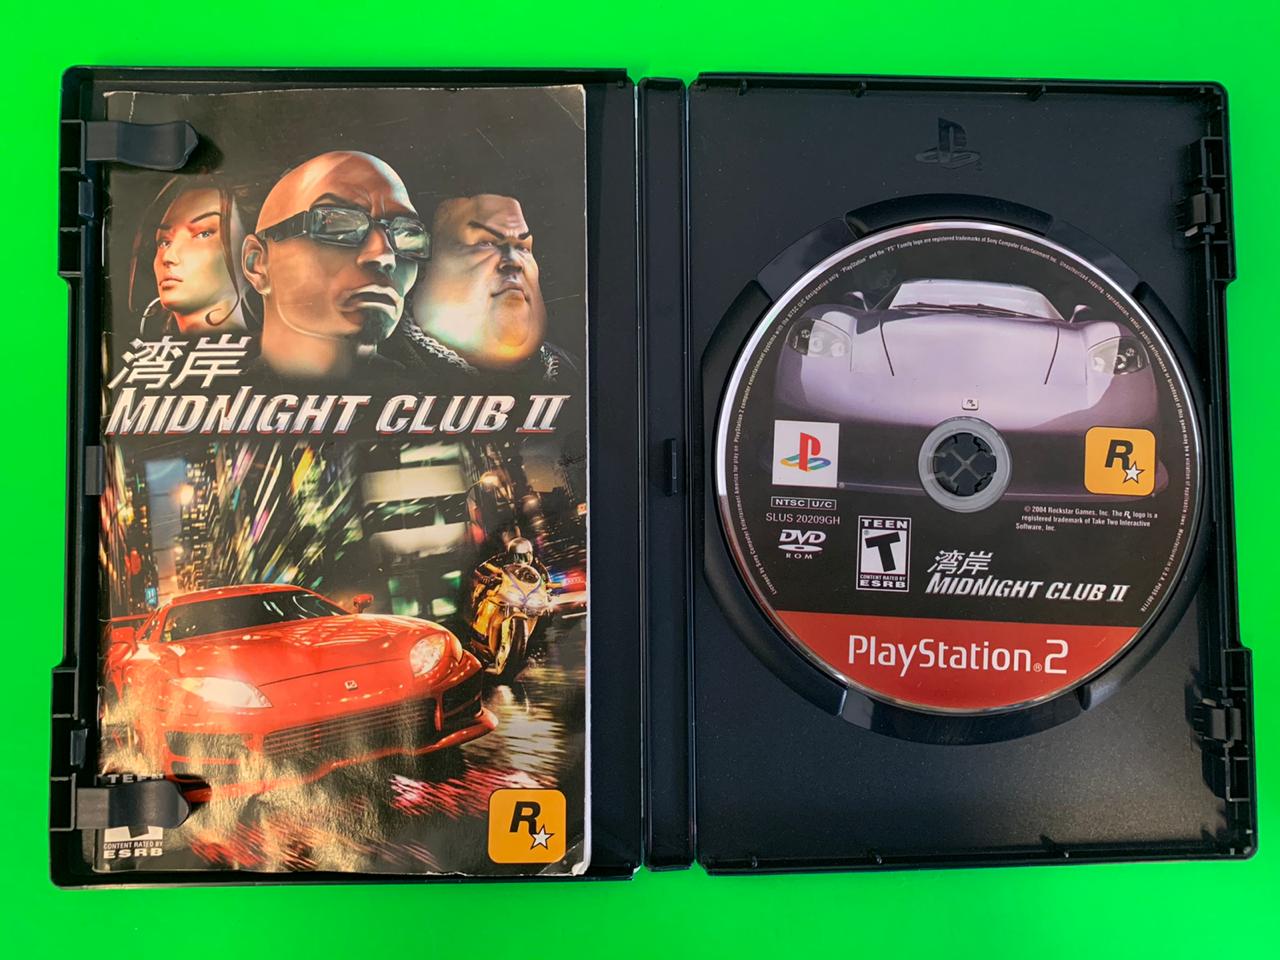 湾岸
MIDNIGHT CLUB II
TEEN
CONTENT RATED BY
ESRB
R
NTSC U/C
SLUS 20209GH
DVD
ROM
TEEN
T
CONTENT RATED BY
ESRB
R
© 2004 Rockstar Games, Inc. The R logo is a
registered trademark of Take Two Interactive
Software, Inc.
湾岸
MIDNIGHT CLUB II
PlayStation®2